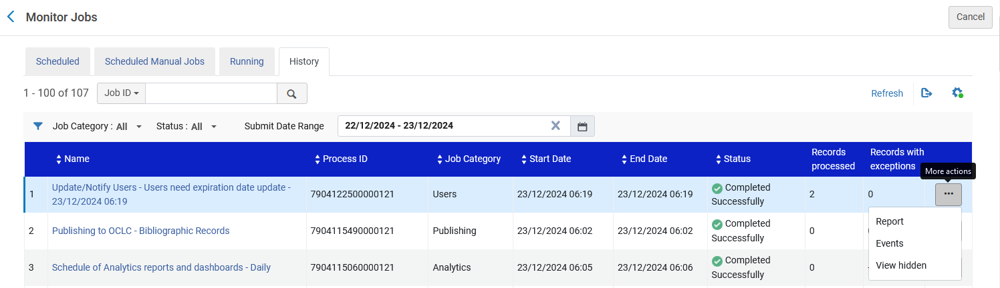 Monitor Jobs
Cancel
Scheduled
Scheduled Manual Jobs
Running
History
1 - 100 of 107
Job ID
Refresh
Job Category : All
Status : All
Submit Date Range
22/12/2024 - 23/12/2024
Name
Process ID
Job Category
Start Date
End Date
Status
Records
processed
Records with
exceptions
More actions
1
Update/Notify Users - Users need expiration date update -
23/12/2024 06:19
7904122500000121
Users
23/12/2024 06:19
23/12/2024 06:19
Completed
Successfully
2
0
2
Publishing to OCLC - Bibliographic Records
7904115490000121
Publishing
23/12/2024 06:02
23/12/2024 06:02
Completed
Successfully
0
3
Schedule of Analytics reports and dashboards - Daily
7904115060000121
Analytics
23/12/2024 06:05
23/12/2024 06:06
Completed
Successfully
0
Report
Events
View hidden